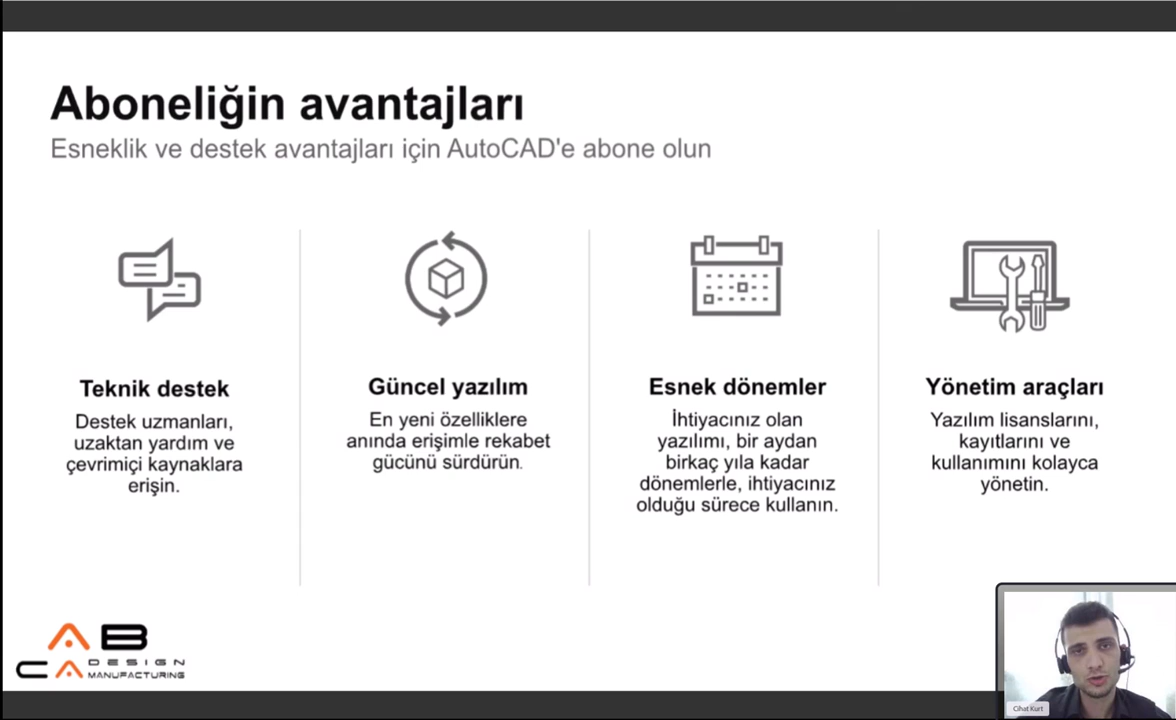 Aboneliğin avantajları
Esneklik ve destek avantajları için AutoCAD'e abone olun
Teknik destek
Destek uzmanları,
uzaktan yardım ve
çevrimiçi kaynaklara
erişin.
Güncel yazılım
En yeni özelliklere
anında erişimle rekabet
gücünü sürdürün.
Esnek dönemler
İhtiyacınız olan
yazılımı, bir aydan
birkaç yıla kadar
dönemlerle, ihtiyacınız
olduğu sürece kullanın.
Yönetim araçları
Yazılım lisanslarını,
kayıtlarını ve
kullanımını kolayca
yönetin.
AB
CA DESIGN
MANUFACTURING
Cihat Kurt